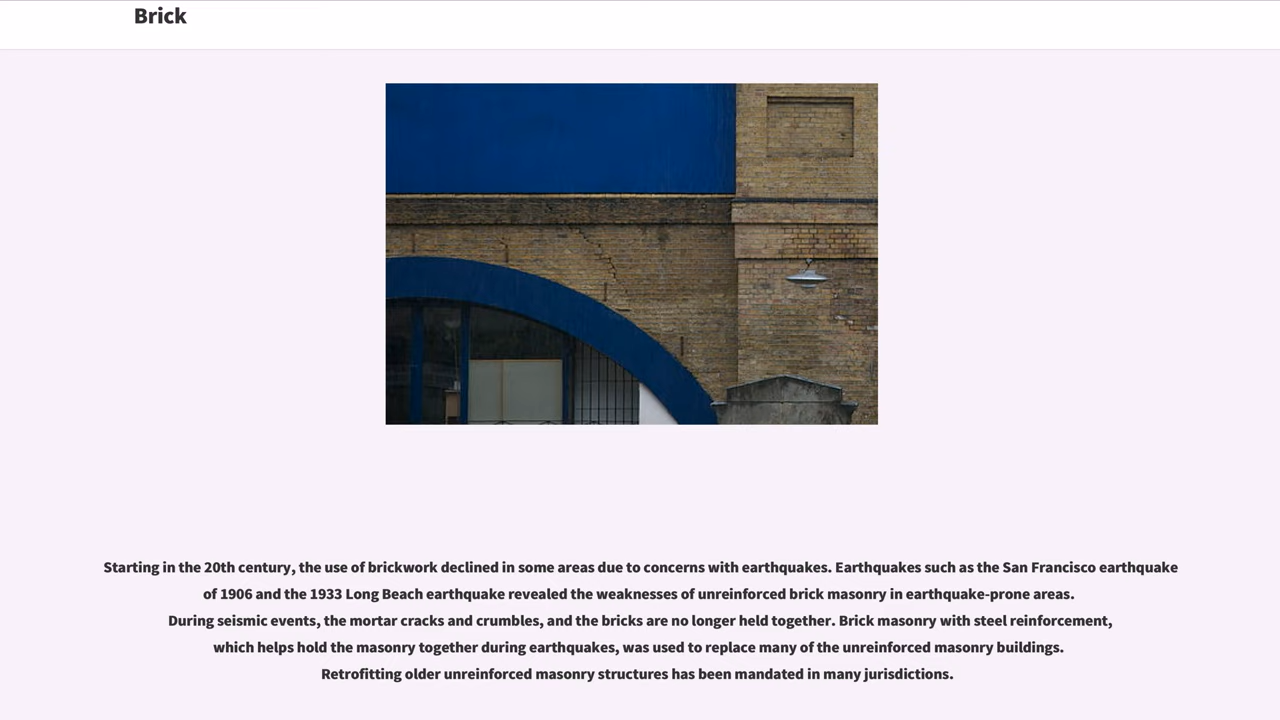 Brick
Starting in the 20th century, the use of brickwork declined in some areas due to concerns with earthquakes. Earthquakes such as the San Francisco earthquake
of 1906 and the 1933 Long Beach earthquake revealed the weaknesses of unreinforced brick masonry in earthquake-prone areas.
During seismic events, the mortar cracks and crumbles, and the bricks are no longer held together. Brick masonry with steel reinforcement,
which helps hold the masonry together during earthquakes, was used to replace many of the unreinforced masonry buildings.
Retrofitting older unreinforced masonry structures has been mandated in many jurisdictions.